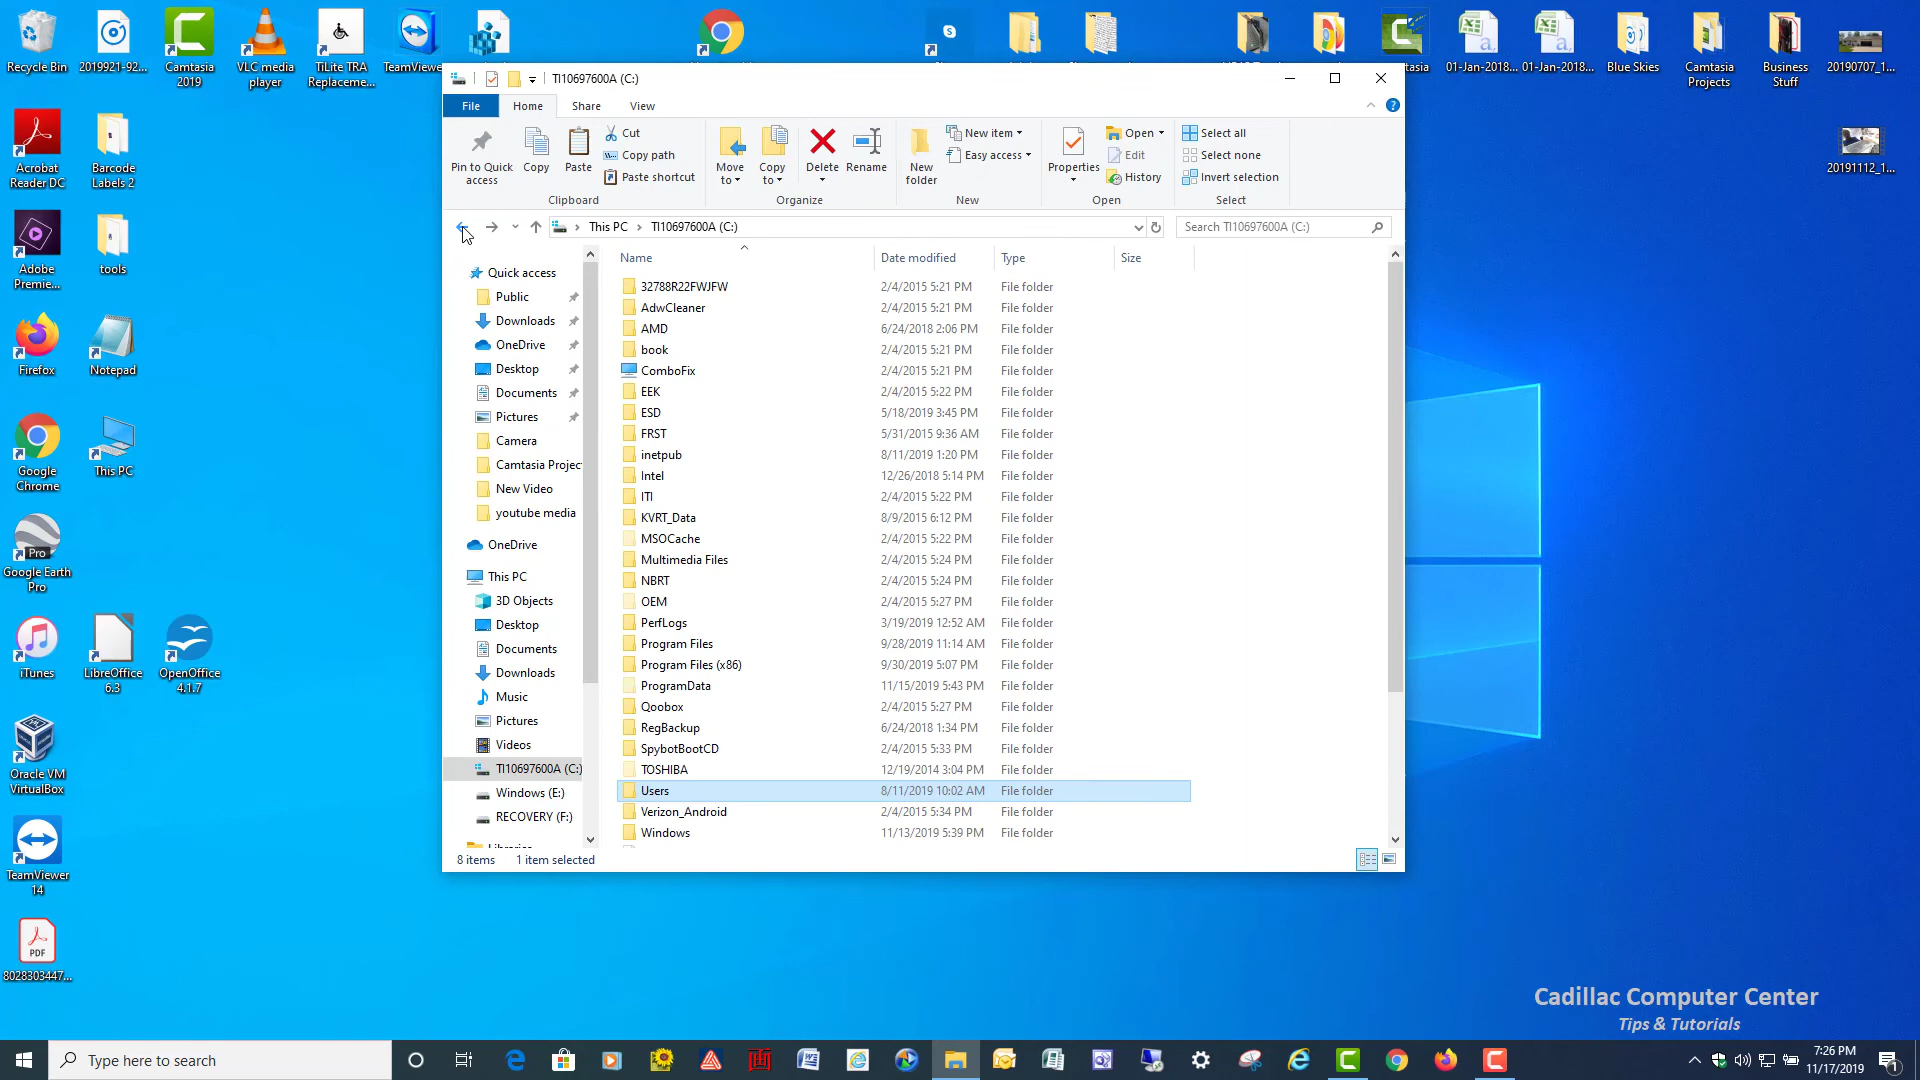 Recycle Bin
2019921-92...
Camtasia
2019
VLC media
player
TiLite TRA
Replaceme...
TeamViewe
01-Jan-2018...
01-Jan-2018...
Blue Skies
Camtasia
Projects
Business
Stuff
20190707_1...
Acrobat
Reader DC
Barcode
Labels 2
20191112_1...
Adobe
Premie...
tools
Firefox
Notepad
Google
Chrome
This PC
Pro
Google Earth
Pro
iTunes
LibreOffice
6.3
OpenOffice
4.1.7
Oracle VM
VirtualBox
TeamViewer
14
PDF
8028303447...
TI10697600A (C:)
File
Home
Share
View
Pin to Quick
access
Copy
Paste
Cut
Copy path
Paste shortcut
Clipboard
Move
to
Copy
to
Delete
Rename
Organize
New
folder
New item
Easy access
New
Properties
Open
Edit
History
Open
Select all
Select none
Invert selection
Select
This PC
TI10697600A (C:)
Search TI10697600A (C:)
Quick access
Public
Downloads
OneDrive
Desktop
Documents
Pictures
Camera
Camtasia Projec
New Video
youtube media
OneDrive
This PC
3D Objects
Desktop
Documents
Downloads
Music
Pictures
Videos
TI10697600A (C:)
Windows (E:)
RECOVERY (F:)
Name Date modified Type Size
32788R22FWJFW 2/4/2015 5:21 PM File folder
AdwCleaner 2/4/2015 5:21 PM File folder
AMD 6/24/2018 2:06 PM File folder
book 2/4/2015 5:21 PM File folder
ComboFix 2/4/2015 5:21 PM File folder
EEK 2/4/2015 5:22 PM File folder
ESD 5/18/2019 3:45 PM File folder
FRST 5/31/2015 9:36 AM File folder
inetpub 8/11/2019 1:20 PM File folder
Intel 12/26/2018 5:14 PM File folder
ITI 2/4/2015 5:22 PM File folder
KVRT_Data 8/9/2015 6:12 PM File folder
MSOCache 2/4/2015 5:22 PM File folder
Multimedia Files 2/4/2015 5:24 PM File folder
NBRT 2/4/2015 5:24 PM File folder
OEM 2/4/2015 5:27 PM File folder
PerfLogs 3/19/2019 12:52 AM File folder
Program Files 9/28/2019 11:14 AM File folder
Program Files (x86) 9/30/2019 5:07 PM File folder
ProgramData 11/15/2019 5:43 PM File folder
Qoobox 2/4/2015 5:27 PM File folder
RegBackup 6/24/2018 1:34 PM File folder
SpybotBootCD 2/4/2015 5:33 PM File folder
TOSHIBA 12/19/2014 3:04 PM File folder
Users 8/11/2019 10:02 AM File folder
Verizon_Android 2/4/2015 5:34 PM File folder
Windows 11/13/2019 5:39 PM File folder
8 items 1 item selected
Cadillac Computer Center
Tips & Tutorials
Type here to search
7:26 PM
11/17/2019
1